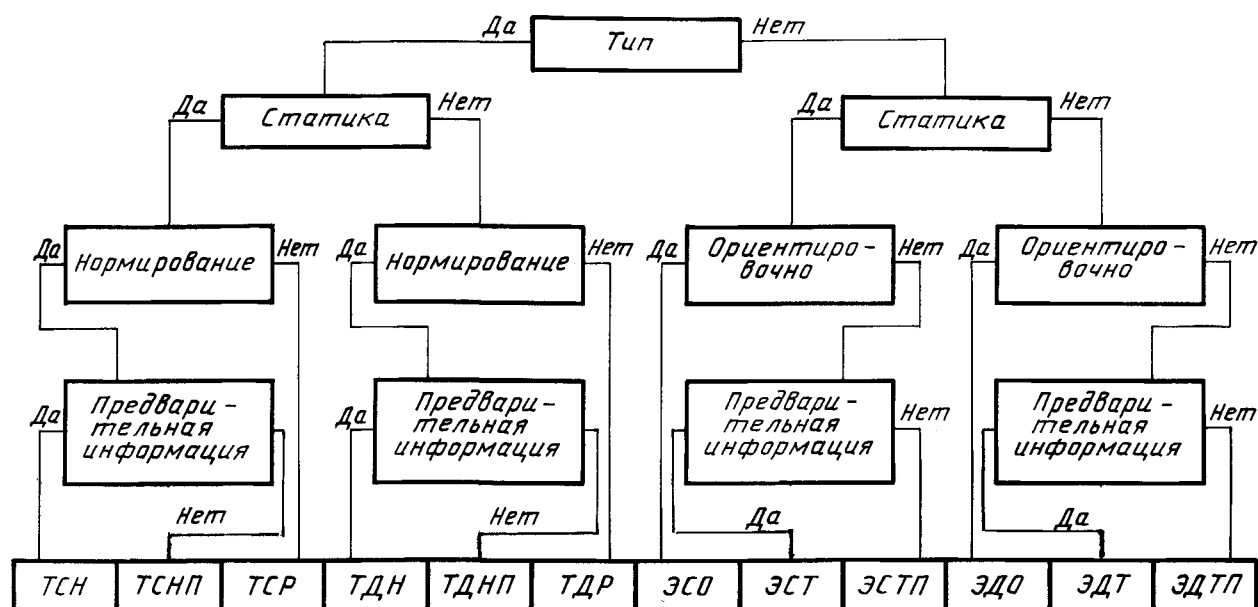 Да Тип Нет
Да Статика Нет Да Статика Нет
Да Нормирование Нет Да Нормирование Нет Да Ориентиро- Нет Да Ориентиро- Нет
вочно вочно
Да Предвари- Да Предвари- Предвари- Нет Предвари- Нет
тельная тельная тельная тельная
информация информация информация информация
Нет Нет Да Да
ТСН ТСНП ТСР ТДН ТДНП ТДР ЭСО ЭСТ ЭСТП ЭДО ЭДТ ЭДТП